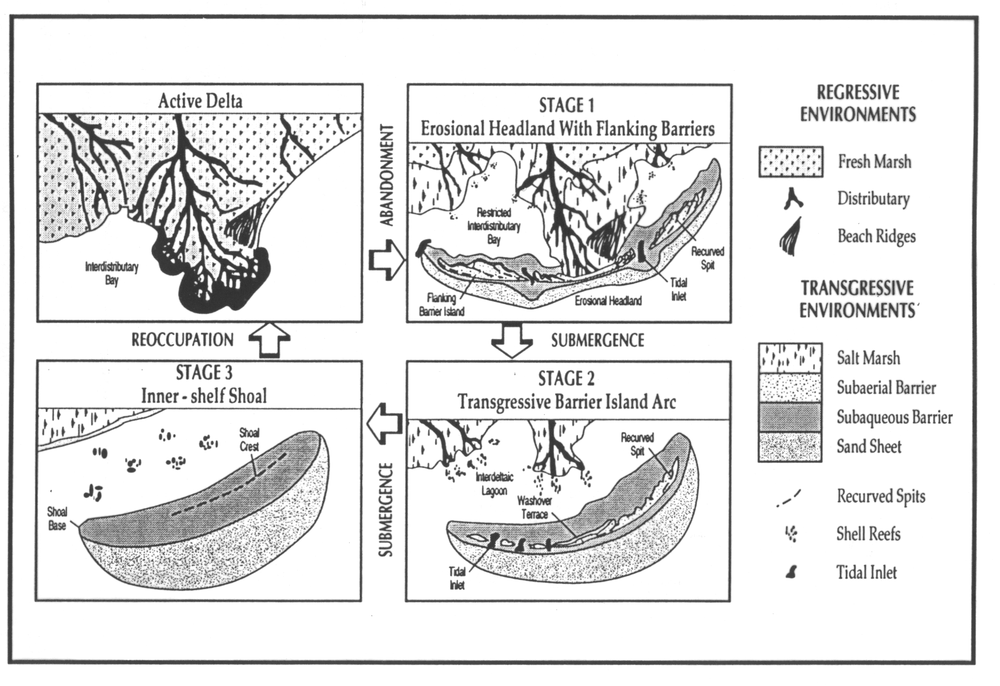 Active Delta
Interdistributary
Bay
ABANDONMENT
STAGE 1
Erosional Headland With Flanking Barriers
Restricted
Interdistributary
Bay
Recurved
Spit
Tidal
Inlet
Flanking
Barrier Island
Erosional Headland
SUBMERGENCE
STAGE 2
Transgressive Barrier Island Arc
Recurved
Spit
Interdeltaic
Lagoon
Washover
Terrace
Tidal
Inlet
SUBMERGENCE
STAGE 3
Inner - shelf Shoal
Shoal
Crest
Shoal
Base
REOCCUPATION
REGRESSIVE
ENVIRONMENTS
Fresh Marsh
Distributary
Beach Ridges
TRANSGRESSIVE
ENVIRONMENTS
Salt Marsh
Subaerial Barrier
Subaqueous Barrier
Sand Sheet
Recurved Spits
Shell Reefs
Tidal Inlet